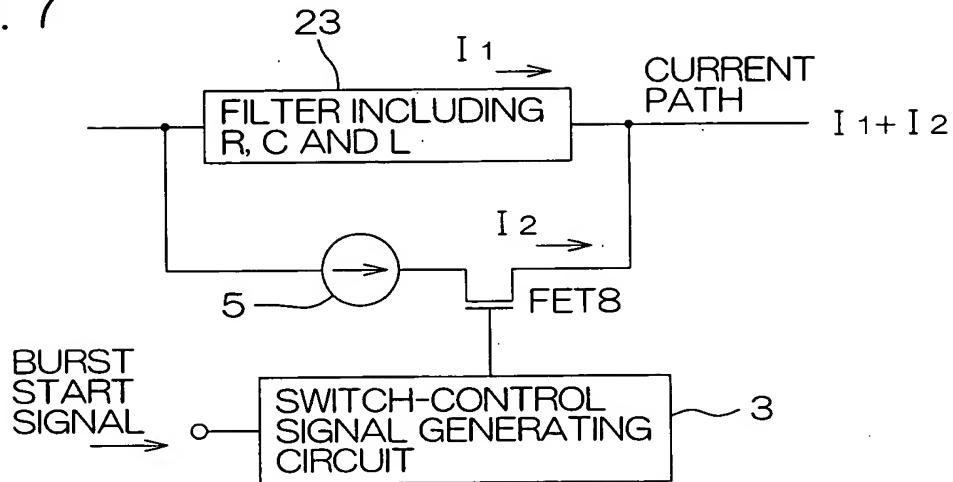 . 7
23
I1
FILTER INCLUDING
R, C AND L
CURRENT
PATH
I1+I2
I2
5
FET8
BURST
START
SIGNAL
SWITCH-CONTROL
SIGNAL GENERATING
CIRCUIT
3